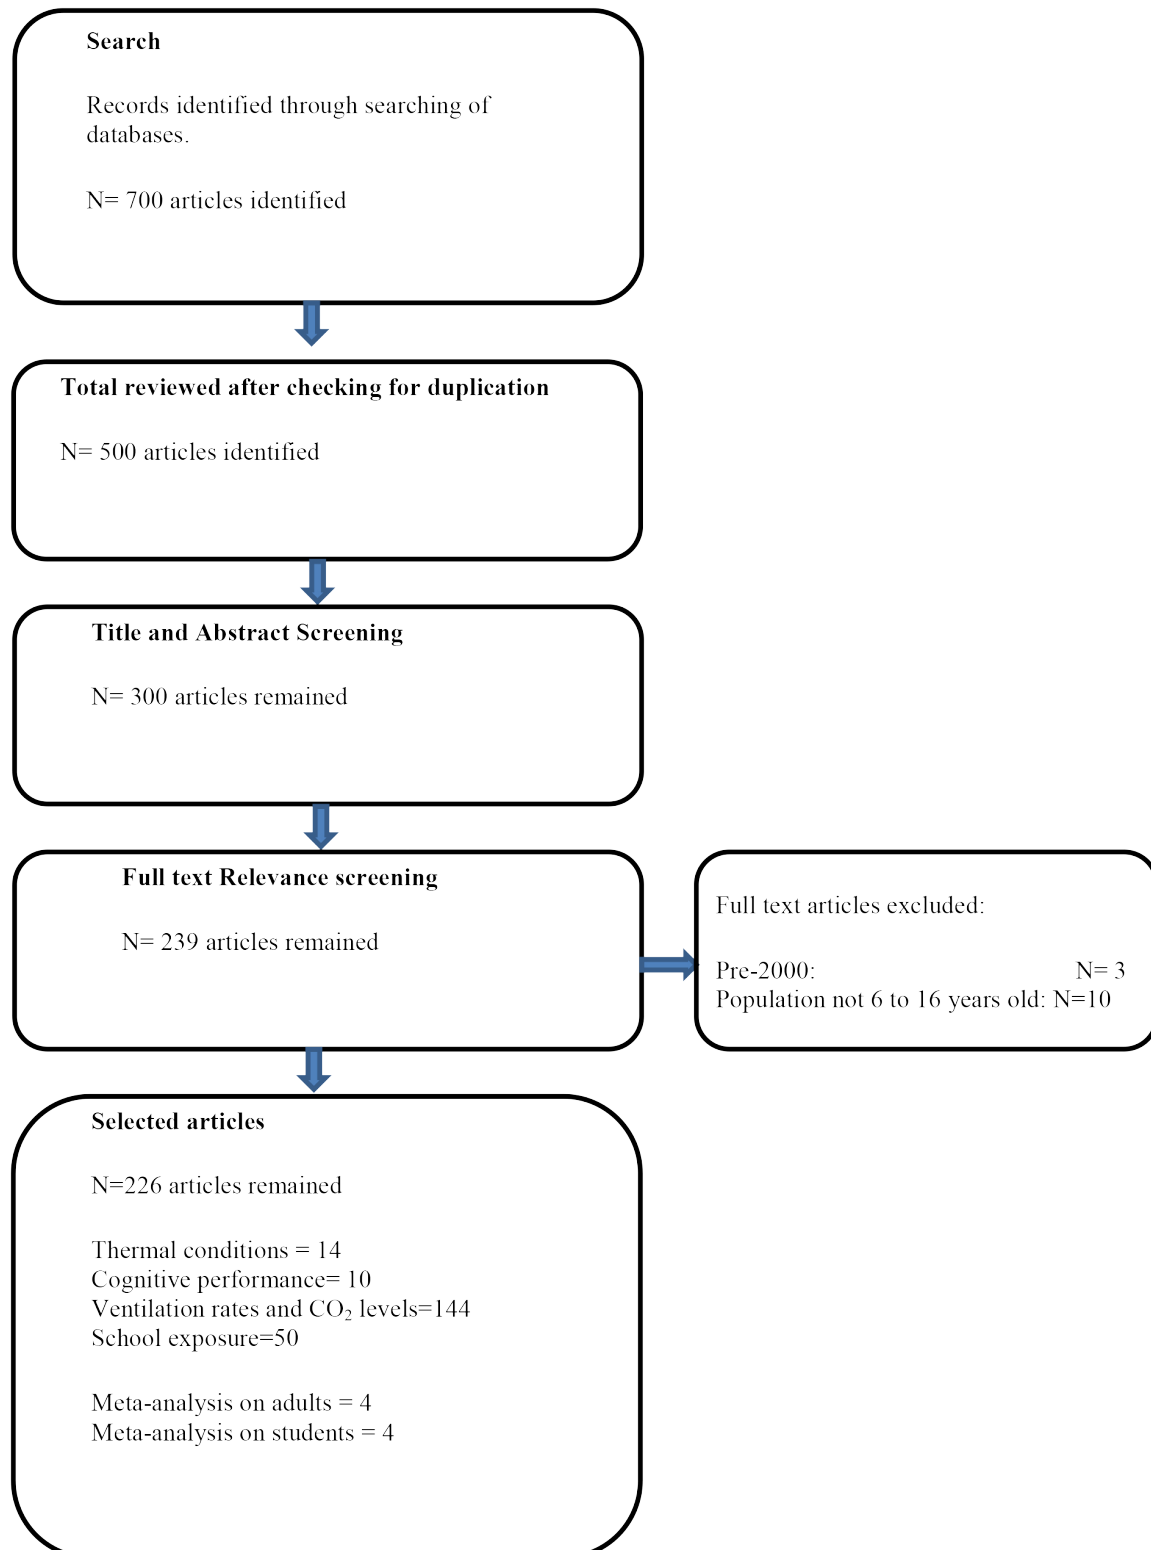 Search
Records identified through searching of
databases.
N= 700 articles identified
Total reviewed after checking for duplication
N= 500 articles identified
Title and Abstract Screening
N= 300 articles remained
Full text Relevance screening
N= 239 articles remained
Full text articles excluded:
Pre-2000: N= 3
Population not 6 to 16 years old: N=10
Selected articles
N=226 articles remained
Thermal conditions = 14
Cognitive performance= 10
Ventilation rates and CO₂ levels=144
School exposure=50
Meta-analysis on adults = 4
Meta-analysis on students = 4